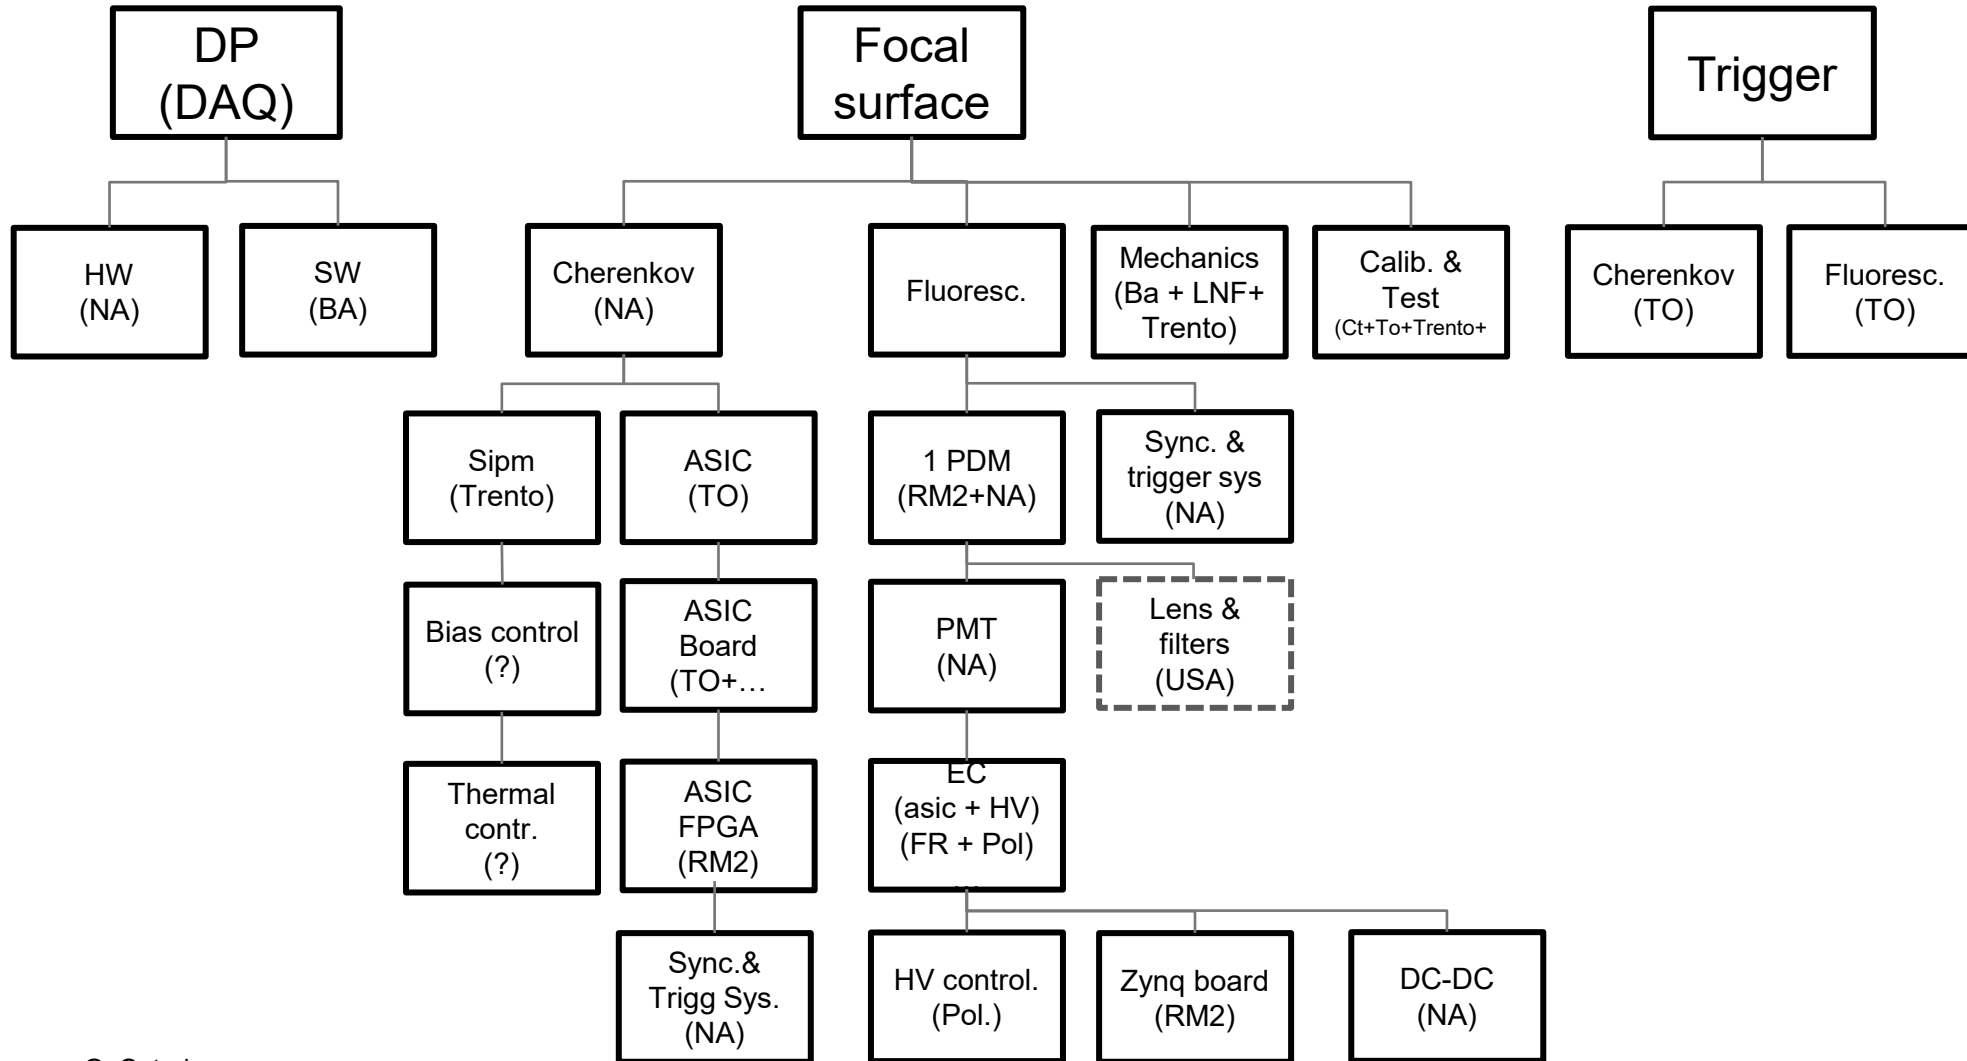 DP
(DAQ)
Focal
surface
Trigger
HW
(NA)
SW
(BA)
Cherenkov
(NA)
Fluoresc.
Mechanics
(Ba + LNF+
Trento)
Calib. &
Test
(Ct+To+Trento+
Cherenkov
(TO)
Fluoresc.
(TO)
Sipm
(Trento)
ASIC
(TO)
1 PDM
(RM2+NA)
Sync. &
trigger sys
(NA)
Bias control
(?)
ASIC
Board
(TO+…
PMT
(NA)
Lens &
filters
(USA)
Thermal
contr.
(?)
ASIC
FPGA
(RM2)
EC
(asic + HV)
(FR + Pol)
…
Sync.&
Trigg Sys.
(NA)
HV control.
(Pol.)
Zynq board
(RM2)
DC-DC
(NA)